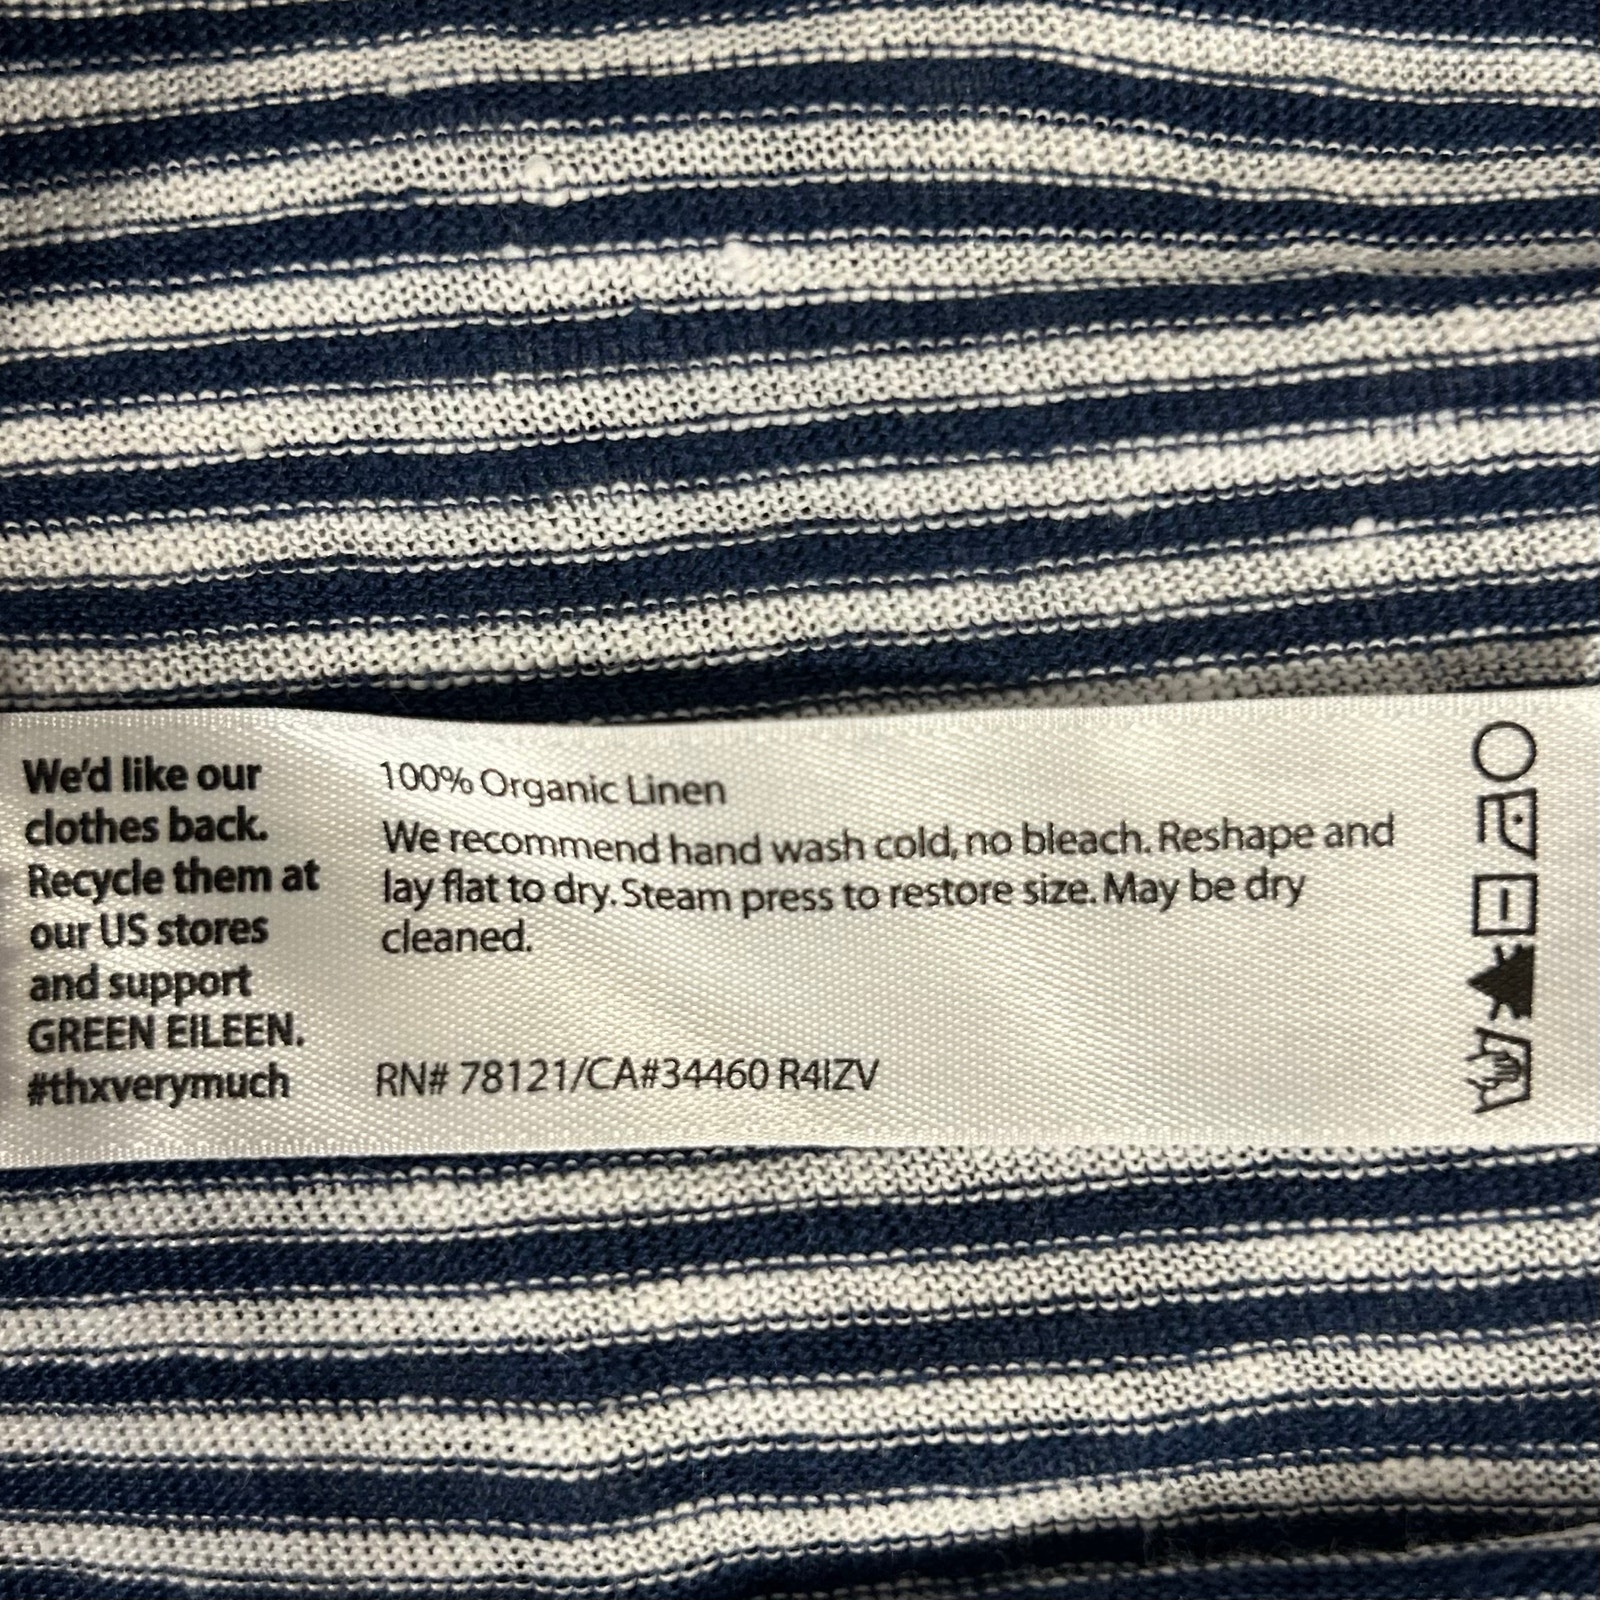 We'd like our
clothes back.
Recycle them at
our US stores
and support
GREEN EILEEN.
#thxverymuch
100% Organic Linen
We recommend hand wash cold, no bleach. Reshape and
lay flat to dry. Steam press to restore size. May be dry
cleaned.
RN# 78121/CA#34460 R4IZV